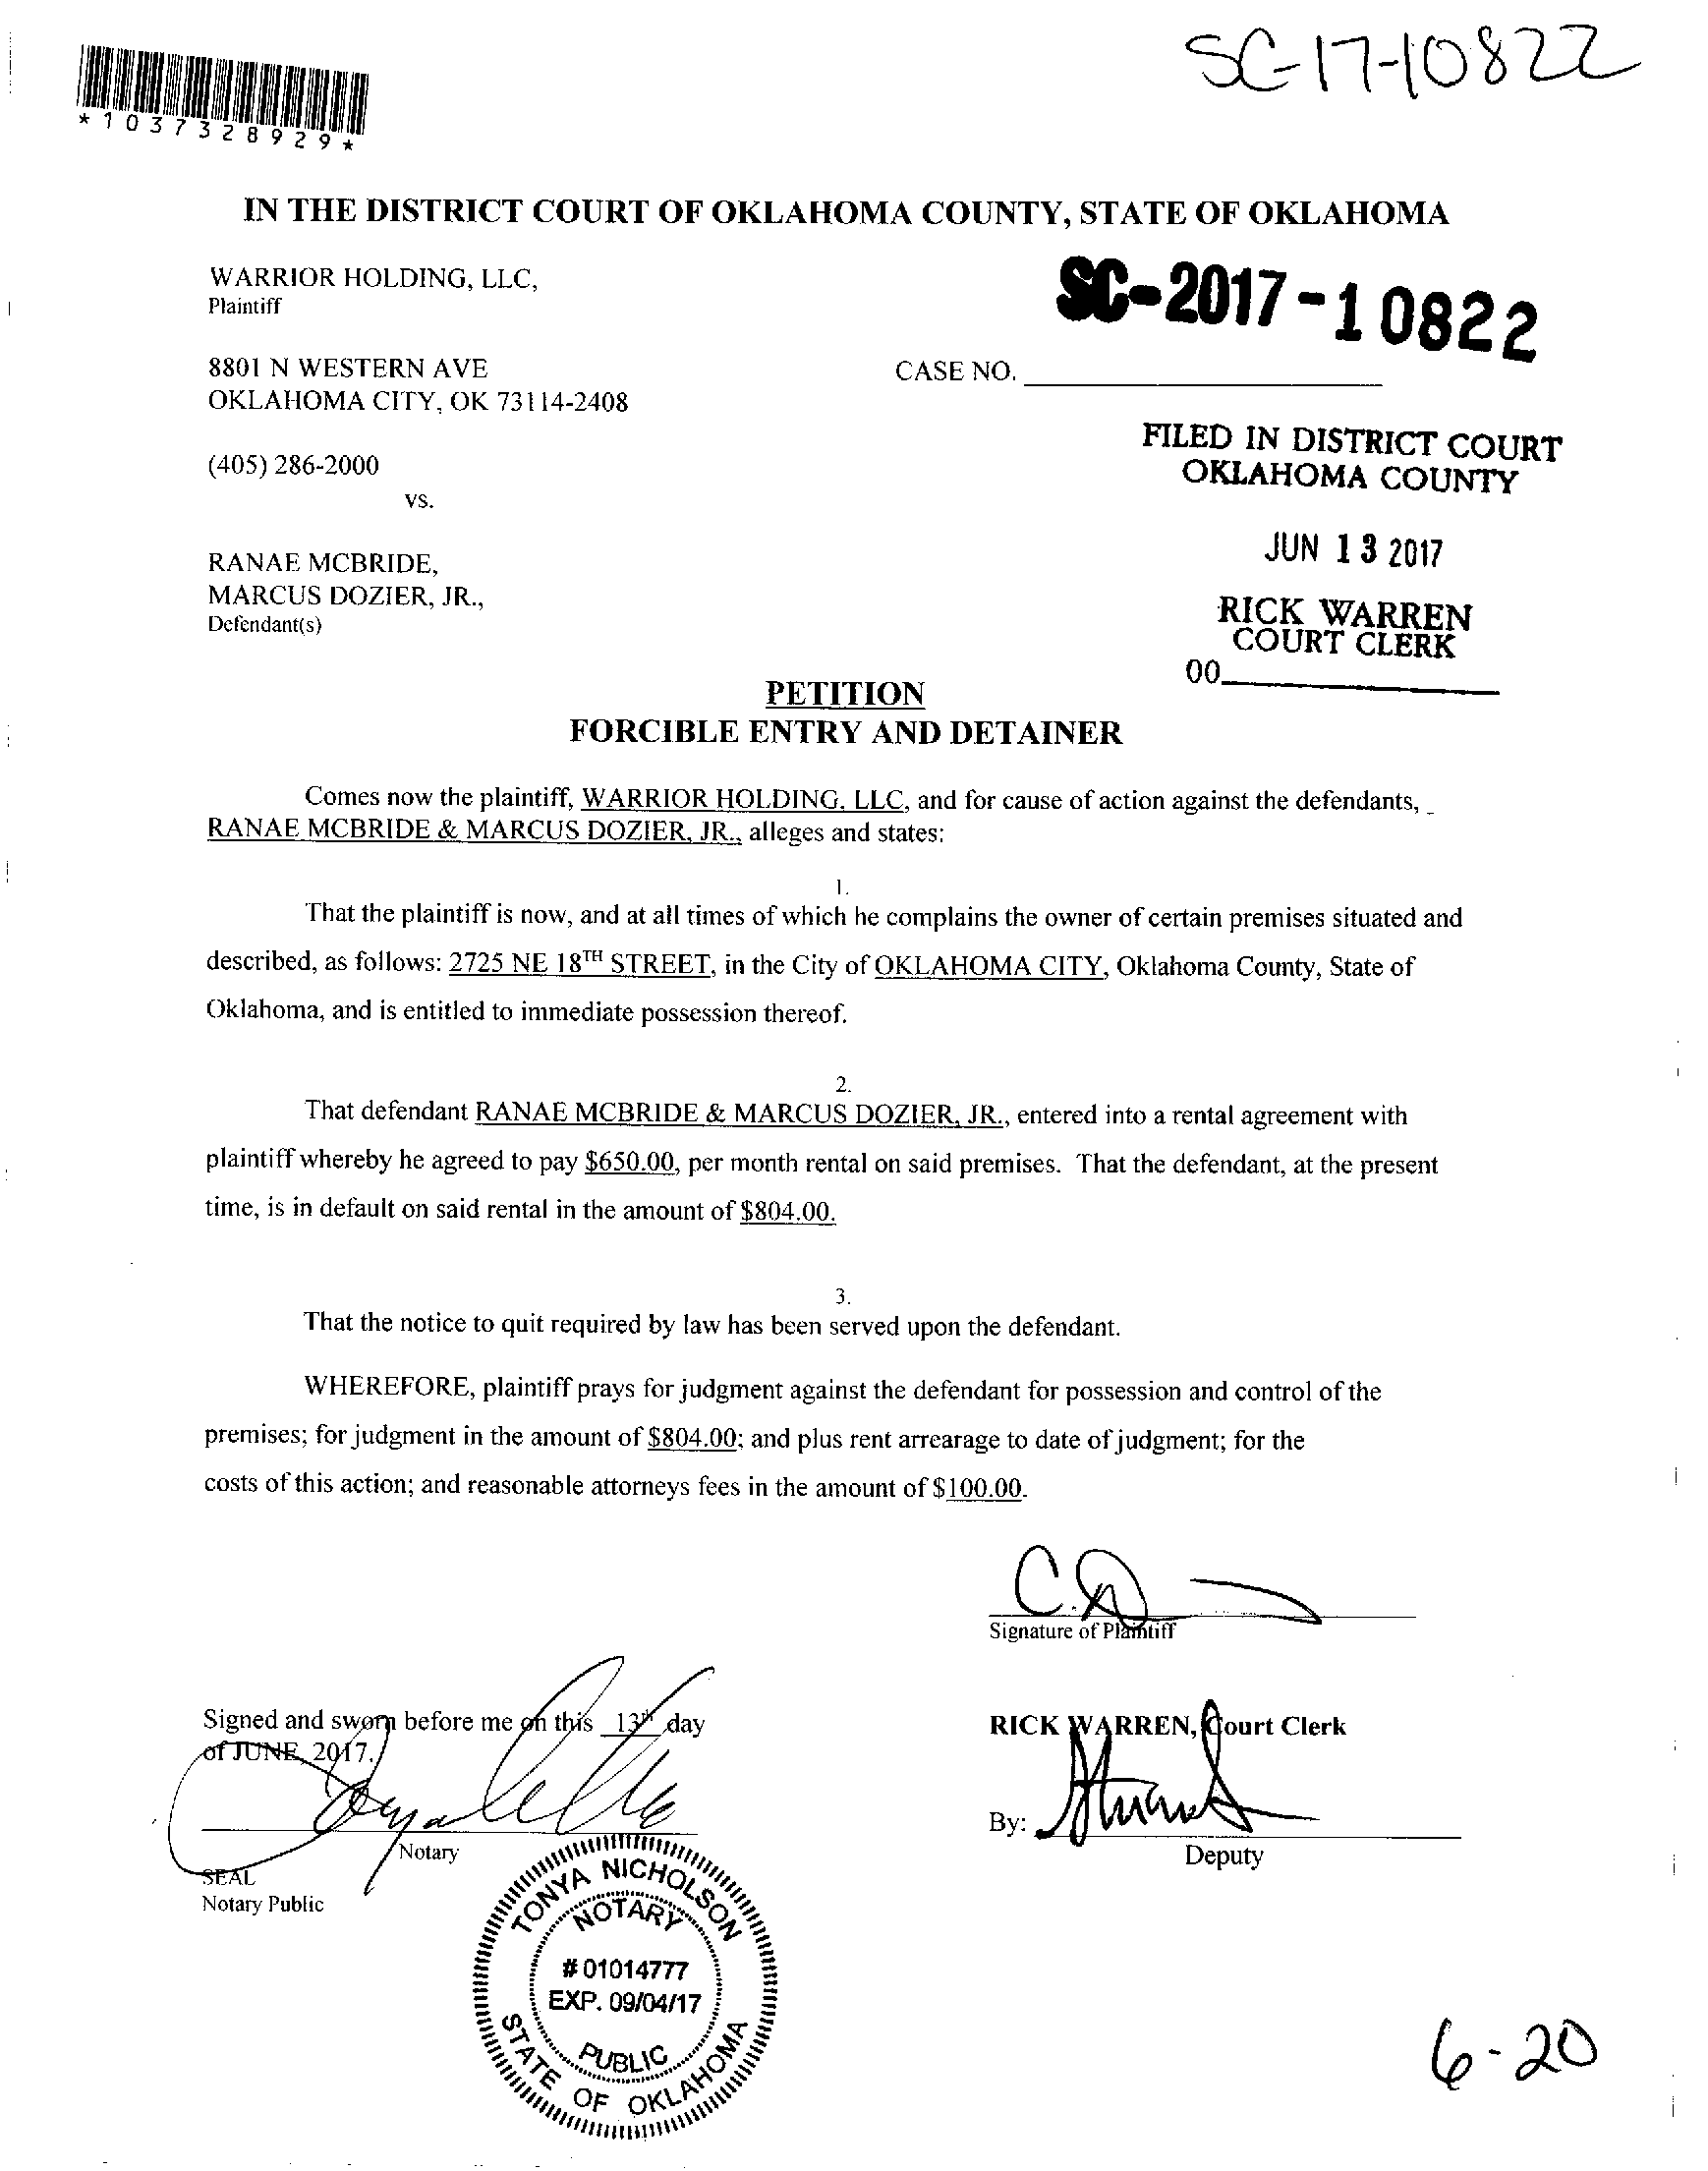 SC-17-10822
*1037328929*
IN THE DISTRICT COURT OF OKLAHOMA COUNTY, STATE OF OKLAHOMA
WARRIOR HOLDING, LLC,
Plaintiff
SC-2017-10822
8801 N WESTERN AVE
CASE NO.
OKLAHOMA CITY, OK 73114-2408
FILED IN DISTRICT COURT
OKLAHOMA COUNTY
(405) 286-2000
vs.
JUN 13 2017
RANAE MCBRIDE,
MARCUS DOZIER, JR.,
Defendant(s)
RICK WARREN
COURT CLERK
00
PETITION
FORCIBLE ENTRY AND DETAINER
Comes now the plaintiff, WARRIOR HOLDING, LLC, and for cause of action against the defendants, _
RANAE MCBRIDE & MARCUS DOZIER, JR., alleges and states:
1.
That the plaintiff is now, and at all times of which he complains the owner of certain premises situated and
described, as follows: 2725 NE 18TH STREET, in the City of OKLAHOMA CITY, Oklahoma County, State of
Oklahoma, and is entitled to immediate possession thereof.
2.
That defendant RANAE MCBRIDE & MARCUS DOZIER, JR., entered into a rental agreement with
plaintiff whereby he agreed to pay $650.00, per month rental on said premises. That the defendant, at the present
time, is in default on said rental in the amount of $804.00.
3.
That the notice to quit required by law has been served upon the defendant.
WHEREFORE, plaintiff prays for judgment against the defendant for possession and control of the
premises; for judgment in the amount of $804.00; and plus rent arrearage to date of judgment; for the
costs of this action; and reasonable attorneys fees in the amount of $100.00.
Signature of Plaintiff
Signed and sworn before me on this 13th day
of JUNE, 2017.
RICK WARREN, Court Clerk
By:
Deputy
Notary
SEAL
Notary Public
TONYA NICHOLSON
NOTARY
# 01014777
EXP. 09/04/17
PUBLIC
STATE OF OKLAHOMA
6-20